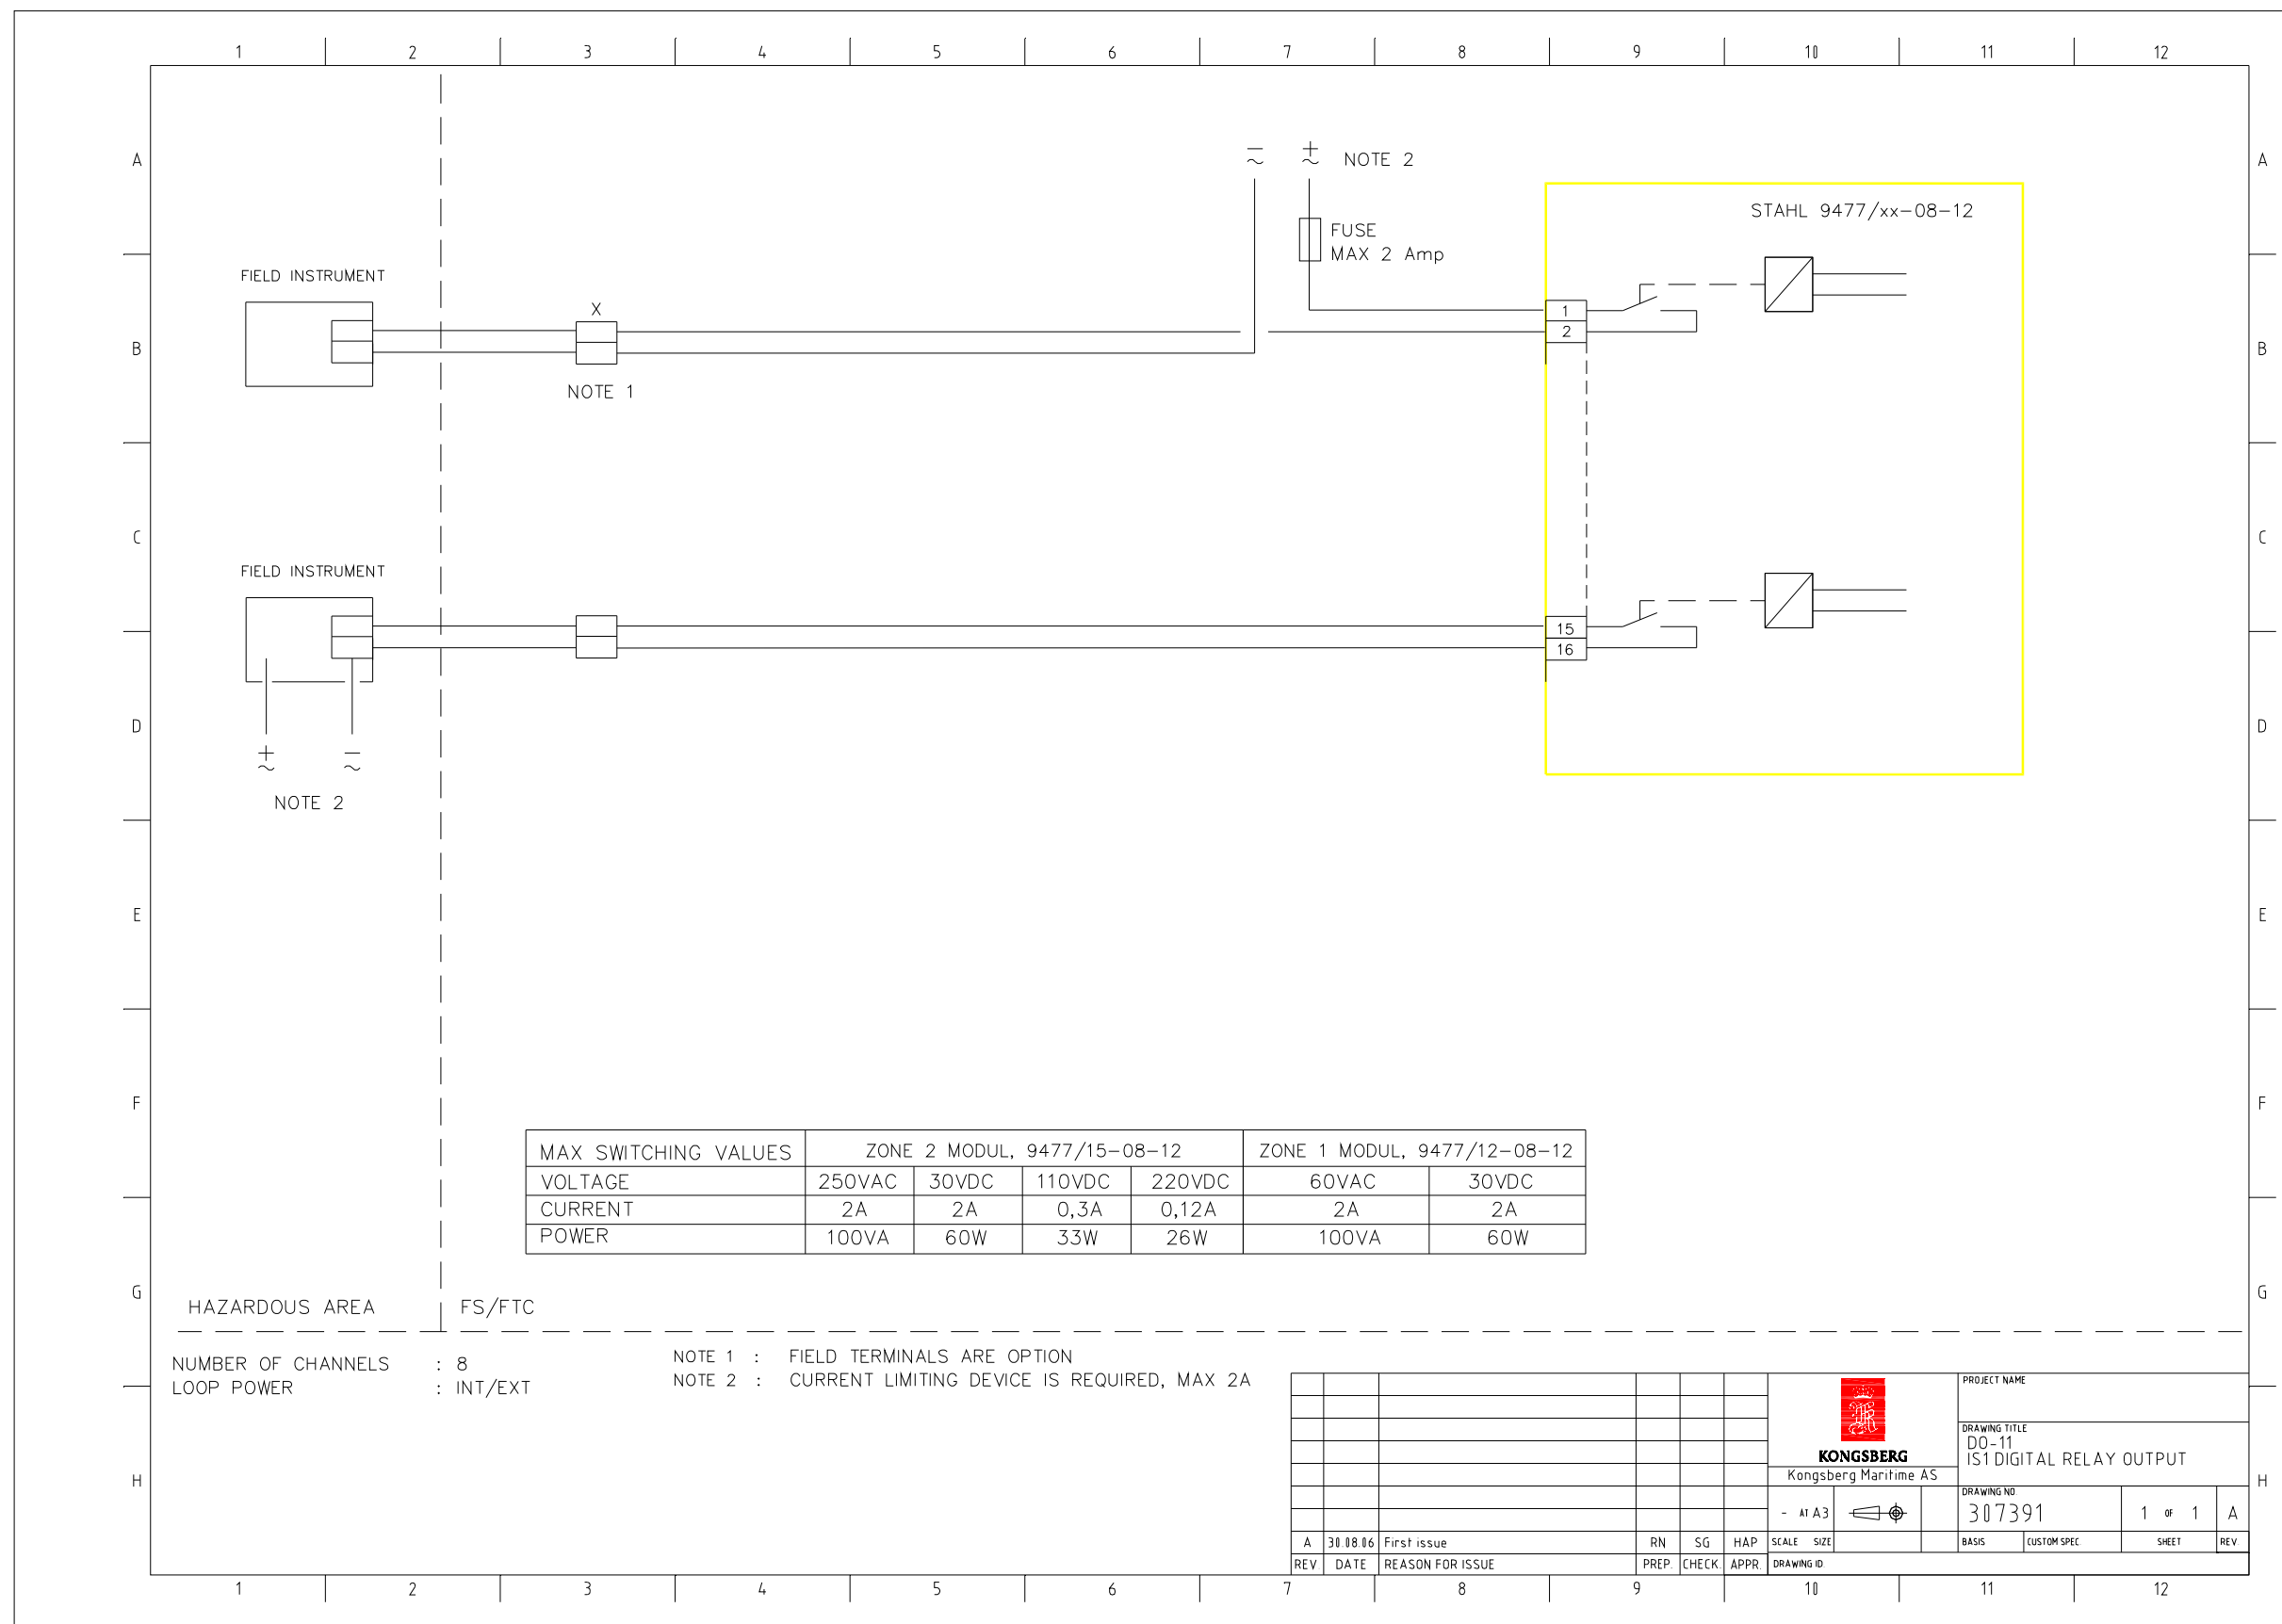 1 2 3 4 5 6 7 8 9 10 11 12
A A
− + NOTE 2
STAHL 9477/xx-08-12
FUSE
MAX 2 Amp
FIELD INSTRUMENT
X
1
2
B B
NOTE 1
C C
FIELD INSTRUMENT
15
16
D D
+ −
NOTE 2
E E
F F
MAX SWITCHING VALUES ZONE 2 MODUL, 9477/15-08-12 ZONE 1 MODUL, 9477/12-08-12
VOLTAGE 250VAC 30VDC 110VDC 220VDC 60VAC 30VDC
CURRENT 2A 2A 0,3A 0,12A 2A 2A
POWER 100VA 60W 33W 26W 100VA 60W
G G
HAZARDOUS AREA FS/FTC
NUMBER OF CHANNELS : 8
LOOP POWER : INT/EXT
NOTE 1 : FIELD TERMINALS ARE OPTION
NOTE 2 : CURRENT LIMITING DEVICE IS REQUIRED, MAX 2A
H H
KONGSBERG
Kongsberg Maritime AS
PROJECT NAME
DRAWING TITLE
DO-11
IS1 DIGITAL RELAY OUTPUT
DRAWING NO.
307391 1 OF 1 A
- AT A3
SCALE SIZE BASIS CUSTOM SPEC. SHEET REV.
DRAWING ID.
A 30.08.06 First issue RN SG HAP
REV. DATE REASON FOR ISSUE PREP. CHECK. APPR.
1 2 3 4 5 6 7 8 9 10 11 12